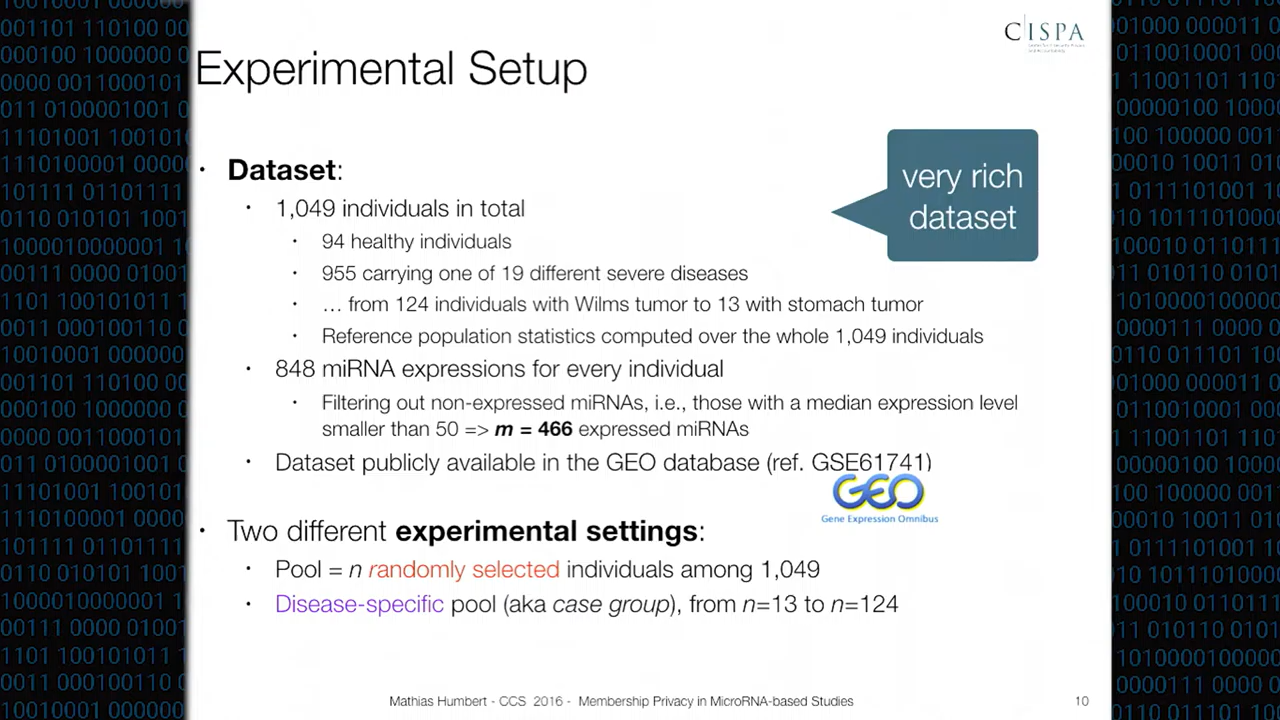 CISPA
Experimental Setup
very rich
dataset
• Dataset:
• 1,049 individuals in total
• 94 healthy individuals
• 955 carrying one of 19 different severe diseases
• … from 124 individuals with Wilms tumor to 13 with stomach tumor
• Reference population statistics computed over the whole 1,049 individuals
• 848 miRNA expressions for every individual
• Filtering out non-expressed miRNAs, i.e., those with a median expression level
smaller than 50 => m = 466 expressed miRNAs
• Dataset publicly available in the GEO database (ref. GSE61741)
GEO
Gene Expression Omnibus
• Two different experimental settings:
• Pool = n randomly selected individuals among 1,049
• Disease-specific pool (aka case group), from n=13 to n=124
Mathias Humbert - CCS 2016 - Membership Privacy in MicroRNA-based Studies
10